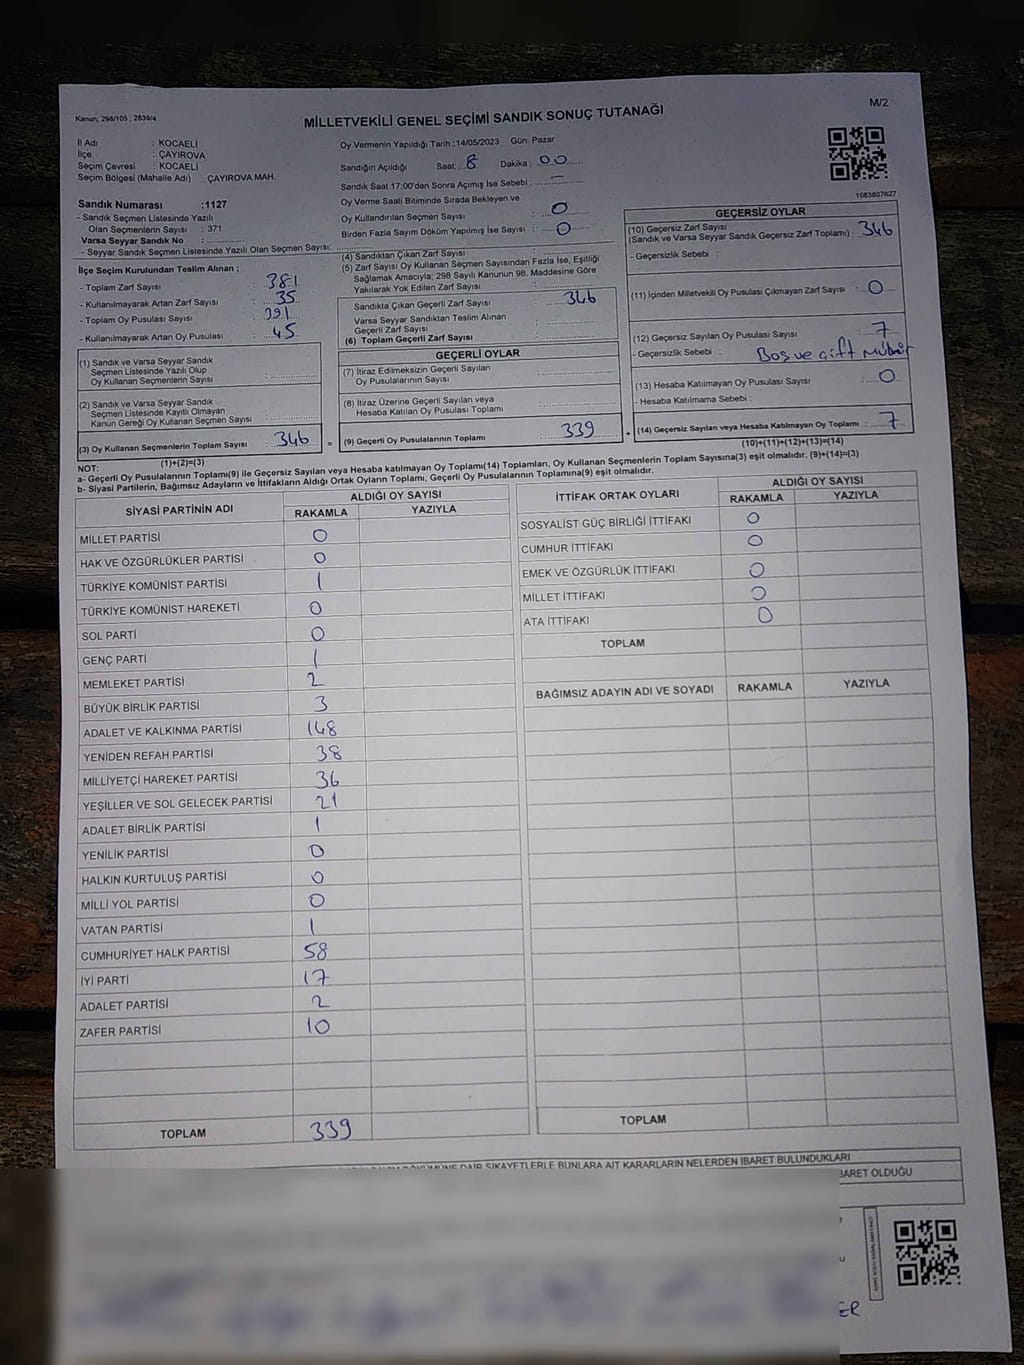 Kanun; 298/105 , 2839/4
MİLLETVEKİLİ GENEL SEÇİMİ SANDIK SONUÇ TUTANAĞI
M/2
İl Adı : KOCAELİ
İlçe : ÇAYIROVA
Seçim Çevresi : KOCAELİ
Seçim Bölgesi (Mahalle Adı) : ÇAYIROVA MAH.
Sandık Numarası :1127
- Sandık Seçmen Listesinde Yazılı
Olan Seçmenlerin Sayısı : 371
Varsa Seyyar Sandık No :
- Seyyar Sandık Seçmen Listesinde Yazılı Olan Seçmen Sayısı:
Oy Vermenin Yapıldığı Tarih :14/05/2023 Gün: Pazar
Sandığın Açıldığı Saat: 8 Dakika : 00
Sandık Saat 17:00'den Sonra Açılmış İse Sebebi : -
Oy Verme Saati Bitiminde Sırada Bekleyen ve
Oy Kullandırılan Seçmen Sayısı : 0
Birden Fazla Sayım Döküm Yapılmış İse Sayısı : 0
1083807627
İlçe Seçim Kurulundan Teslim Alınan ;
- Toplam Zarf Sayısı : 381
- Kullanılmayarak Artan Zarf Sayısı : 35
- Toplam Oy Pusulası Sayısı : 391
- Kullanılmayarak Artan Oy Pusulası : 45
(1) Sandık ve Varsa Seyyar Sandık
Seçmen Listesinde Yazılı Olup
Oy Kullanan Seçmenlerin Sayısı :
(2) Sandık ve Varsa Seyyar Sandık
Seçmen Listesinde Kayıtlı Olmayan
Kanun Gereği Oy Kullanan Seçmen Sayısı :
(3) Oy Kullanan Seçmenlerin Toplam Sayısı : 346 =
(1)+(2)=(3)
(4) Sandıktan Çıkan Zarf Sayısı :
(5) Zarf Sayısı Oy Kullanan Seçmen Sayısından Fazla İse, Eşitliği
Sağlamak Amacıyla; 298 Sayılı Kanunun 98. Maddesine Göre
Yakılarak Yok Edilen Zarf Sayısı :
Sandıkta Çıkan Geçerli Zarf Sayısı : 346
Varsa Seyyar Sandıktan Teslim Alınan
Geçerli Zarf Sayısı :
(6) Toplam Geçerli Zarf Sayısı :
GEÇERLİ OYLAR
(7) İtiraz Edilmeksizin Geçerli Sayılan
Oy Pusulalarının Sayısı :
(8) İtiraz Üzerine Geçerli Sayılan veya
Hesaba Katılan Oy Pusulası Toplamı :
(9) Geçerli Oy Pusulalarının Toplamı : 339 +
GEÇERSİZ OYLAR
(10) Geçersiz Zarf Sayısı
(Sandık ve Varsa Seyyar Sandık Geçersiz Zarf Toplamı) : 346
- Geçersizlik Sebebi :
(11) İçinden Milletvekili Oy Pusulası Çıkmayan Zarf Sayısı : 0
(12) Geçersiz Sayılan Oy Pusulası Sayısı : 7
- Geçersizlik Sebebi : Boş ve çift mühür
(13) Hesaba Katılmayan Oy Pusulası Sayısı : 0
- Hesaba Katılmama Sebebi :
(14) Geçersiz Sayılan veya Hesaba Katılmayan Oy Toplamı : 7
(10)+(11)+(12)+(13)=(14)
NOT:
a- Geçerli Oy Pusulalarının Toplamı(9) ile Geçersiz Sayılan veya Hesaba katılmayan Oy Toplamı(14) Toplamları, Oy Kullanan Seçmenlerin Toplam Sayısına(3) eşit olmalıdır. (9)+(14)=(3)
b- Siyasi Partilerin, Bağımsız Adayların ve İttifakların Aldığı Ortak Oyların Toplamı, Geçerli Oy Pusulalarının Toplamına(9) eşit olmalıdır.
SİYASİ PARTİNİN ADI ALDIĞI OY SAYISI
RAKAMLA YAZIYLA
MİLLET PARTİSİ 0
HAK VE ÖZGÜRLÜKLER PARTİSİ 0
TÜRKİYE KOMÜNİST PARTİSİ 1
TÜRKİYE KOMÜNİST HAREKETİ 0
SOL PARTİ 0
GENÇ PARTİ 1
MEMLEKET PARTİSİ 2
BÜYÜK BİRLİK PARTİSİ 3
ADALET VE KALKINMA PARTİSİ 148
YENİDEN REFAH PARTİSİ 38
MİLLİYETÇİ HAREKET PARTİSİ 36
YEŞİLLER VE SOL GELECEK PARTİSİ 21
ADALET BİRLİK PARTİSİ 1
YENİLİK PARTİSİ 0
HALKIN KURTULUŞ PARTİSİ 0
MİLLİ YOL PARTİSİ 0
VATAN PARTİSİ 1
CUMHURİYET HALK PARTİSİ 58
İYİ PARTİ 17
ADALET PARTİSİ 2
ZAFER PARTİSİ 10
TOPLAM 339
İTTİFAK ORTAK OYLARI ALDIĞI OY SAYISI
RAKAMLA YAZIYLA
SOSYALİST GÜÇ BİRLİĞİ İTTİFAKI 0
CUMHUR İTTİFAKI 0
EMEK VE ÖZGÜRLÜK İTTİFAKI 0
MİLLET İTTİFAKI 0
ATA İTTİFAKI 0
TOPLAM
BAĞIMSIZ ADAYIN ADI VE SOYADI RAKAMLA YAZIYLA
TOPLAM
DAİR ŞİKAYETLERLE BUNLARA AİT KARARLARIN NELERDEN İBARET BULUNDUKLARI
BARET OLDUĞU
ER